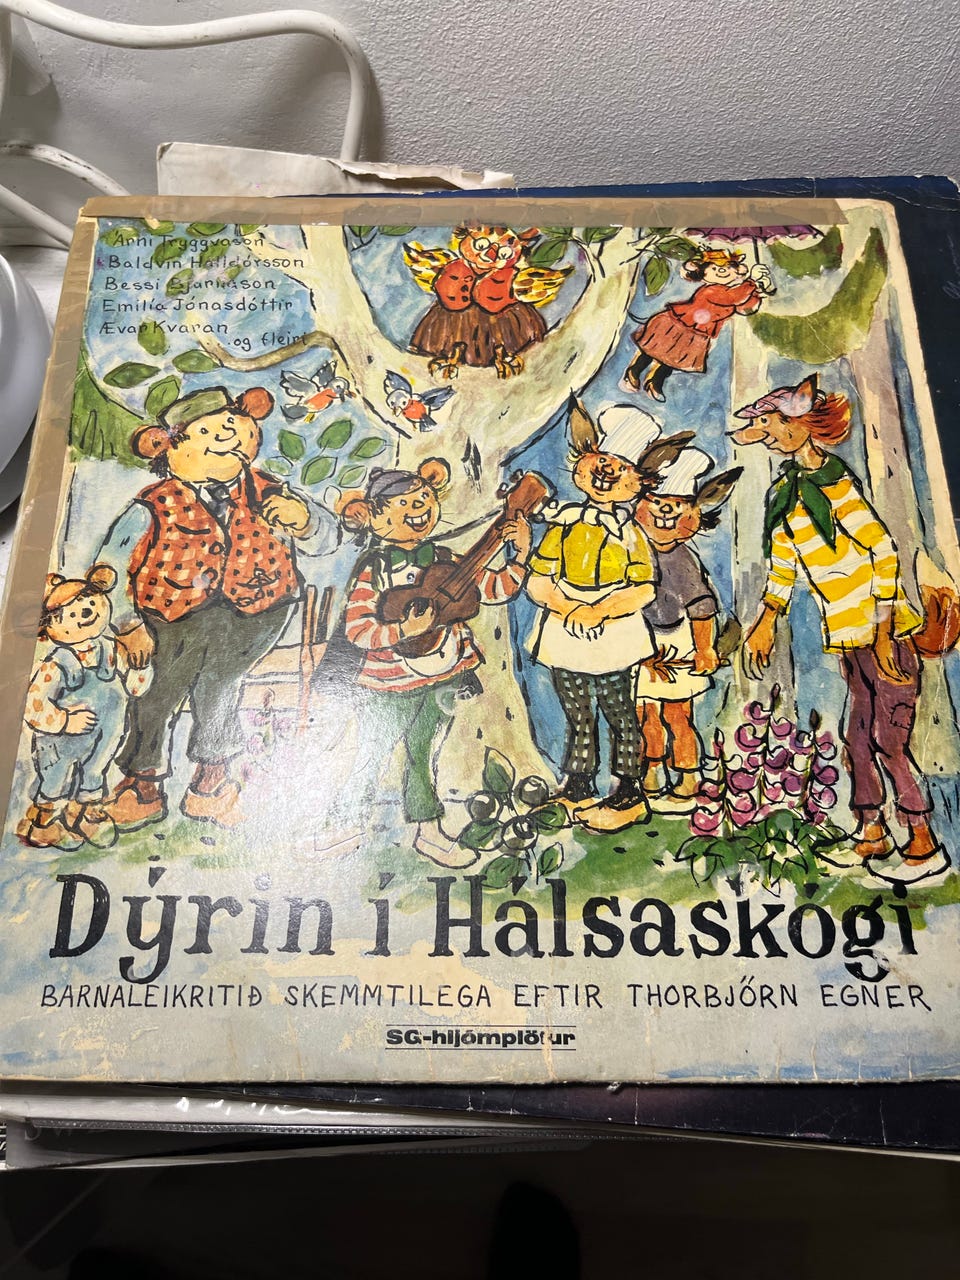 Árni Tryggvason
Baldvin Halldórsson
Bessi Bjarnason
Emilía Jónasdóttir
Ævar Kvaran
...og fleiri
Dýrin í Hálsaskógi
BARNALEIKRITIÐ SKEMMTILEGA EFTIR THORBJŐRN EGNER
SG-hljómplötur